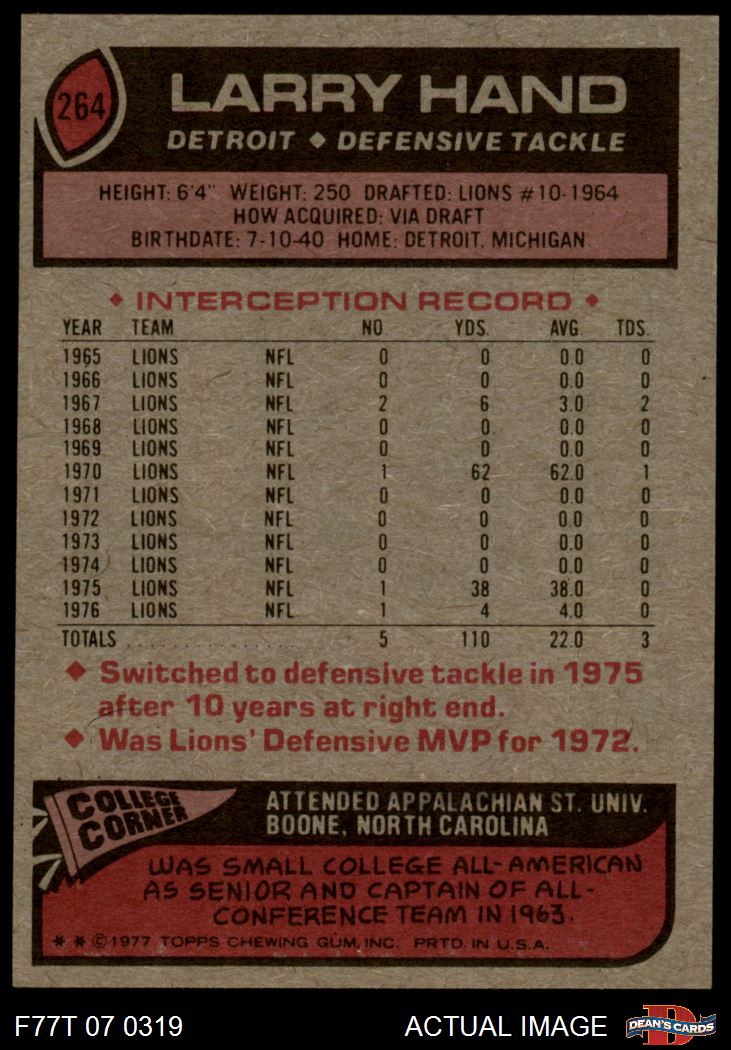 264
LARRY HAND
DETROIT ◆ DEFENSIVE TACKLE
HEIGHT: 6'4" WEIGHT: 250 DRAFTED: LIONS #10-1964
HOW ACQUIRED: VIA DRAFT
BIRTHDATE: 7-10-40 HOME: DETROIT, MICHIGAN
◆ INTERCEPTION RECORD ◆
YEAR TEAM NO. YDS. AVG. TDS.
1965 LIONS NFL 0 0 0.0 0
1966 LIONS NFL 0 0 0.0 0
1967 LIONS NFL 2 6 3.0 2
1968 LIONS NFL 0 0 0.0 0
1969 LIONS NFL 0 0 0.0 0
1970 LIONS NFL 1 62 62.0 1
1971 LIONS NFL 0 0 0.0 0
1972 LIONS NFL 0 0 0.0 0
1973 LIONS NFL 0 0 0.0 0
1974 LIONS NFL 0 0 0.0 0
1975 LIONS NFL 1 38 38.0 0
1976 LIONS NFL 1 4 4.0 0
TOTALS . . . . . . . . . . . . 5 110 22.0 3
◆ Switched to defensive tackle in 1975
after 10 years at right end.
◆ Was Lions' Defensive MVP for 1972.
COLLEGE
CORNER
ATTENDED APPALACHIAN ST. UNIV.
BOONE, NORTH CAROLINA
WAS SMALL COLLEGE ALL-AMERICAN
AS SENIOR AND CAPTAIN OF ALL-
CONFERENCE TEAM IN 1963.
* * © 1977 TOPPS CHEWING GUM, INC. PRTD. IN U.S.A.
F77T 07 0319 ACTUAL IMAGE
D
DEAN'S CARDS